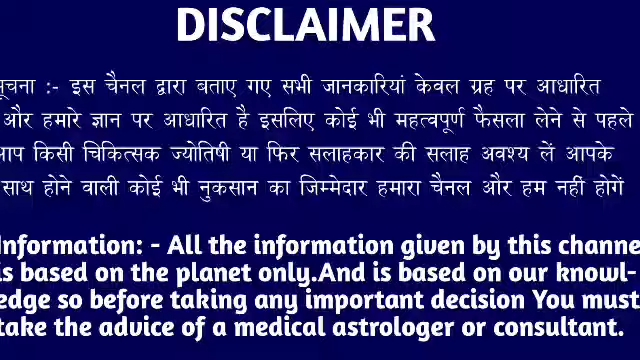 DISCLAIMER
सूचना :- इस चैनल द्वारा बताए गए सभी जानकारियां केवल ग्रह पर आधारित
और हमारे ज्ञान पर आधारित है इसलिए कोई भी महत्वपूर्ण फैसला लेने से पहले
आप किसी चिकित्सक ज्योतिषी या फिर सलाहकार की सलाह अवश्य लें आपके
साथ होने वाली कोई भी नुकसान का जिम्मेदार हमारा चैनल और हम नहीं होगें
Information: - All the information given by this channe
is based on the planet only.And is based on our knowl-
edge so before taking any important decision You must
take the advice of a medical astrologer or consultant.